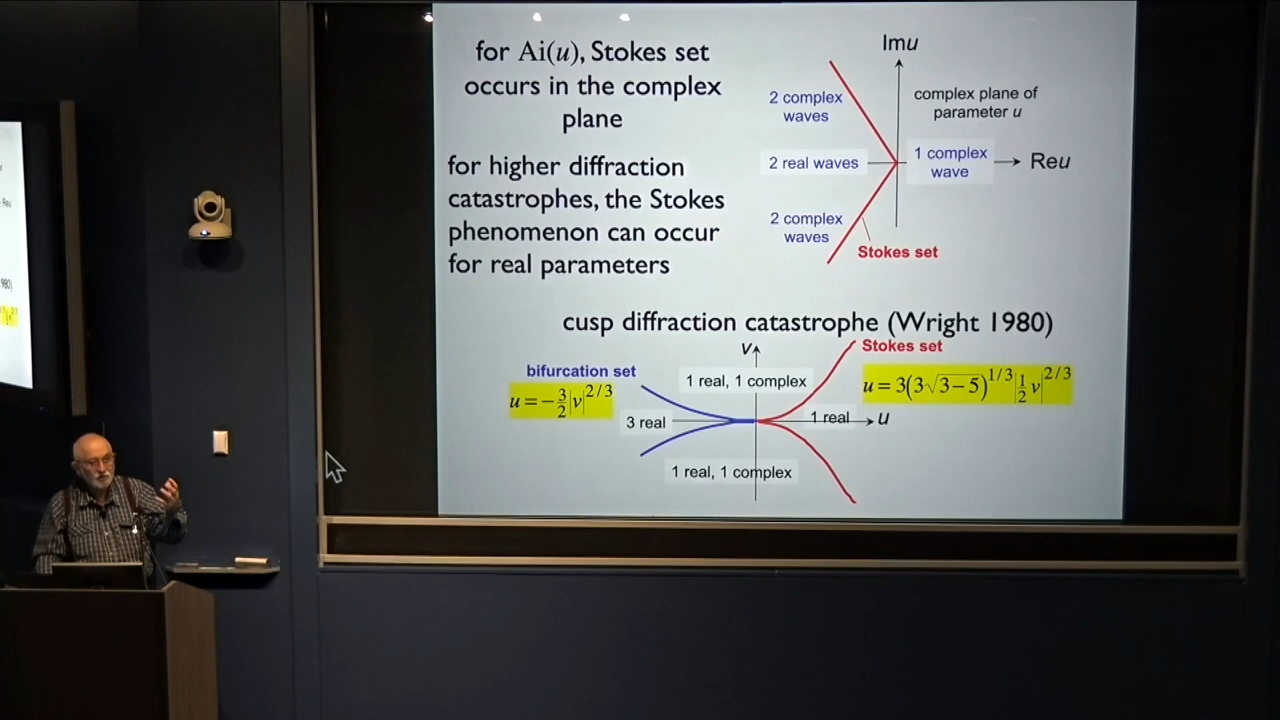 for Ai(u), Stokes set
occurs in the complex
plane
for higher diffraction
catastrophes, the Stokes
phenomenon can occur
for real parameters
Imu
2 complex
waves
complex plane of
parameter u
2 real waves
1 complex
wave
Reu
2 complex
waves
Stokes set
cusp diffraction catastrophe (Wright 1980)
v
Stokes set
bifurcation set
1 real, 1 complex
u = 3(3√3−5)^{1/3}|½v|^{2/3}
u = −3/2|v|^{2/3}
3 real
1 real
u
1 real, 1 complex
Reu
980)